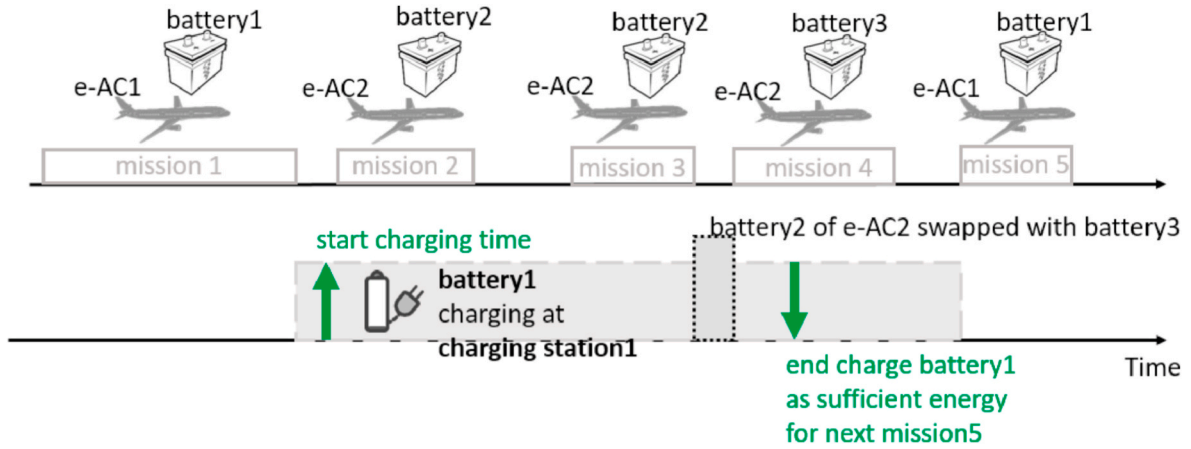 battery1
battery2
battery2
battery3
battery1
e-AC1
e-AC2
e-AC2
e-AC2
e-AC1
mission 1
mission 2
mission 3
mission 4
mission 5
battery2 of e-AC2 swapped with battery3
start charging time
battery1
charging at
charging station1
Time
end charge battery1
as sufficient energy
for next mission5